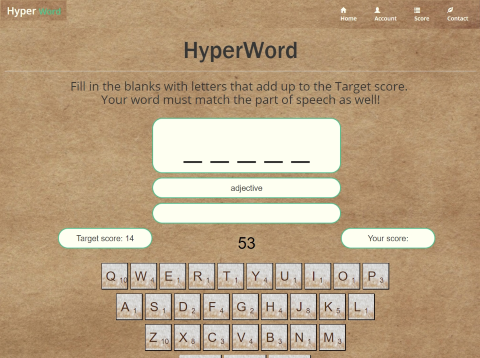 Hyper Word
Home Account Score Contact
HyperWord
Fill in the blanks with letters that add up to the Target score.
Your word must match the part of speech as well!
_ _ _ _ _
adjective
Target score: 14
53
Your score:
Q10 W4 E1 R1 T1 Y4 U1 I1 O1 P3
A1 S1 D2 F4 G2 H4 J8 K5 L1
Z10 X8 C3 V4 B3 N1 M3